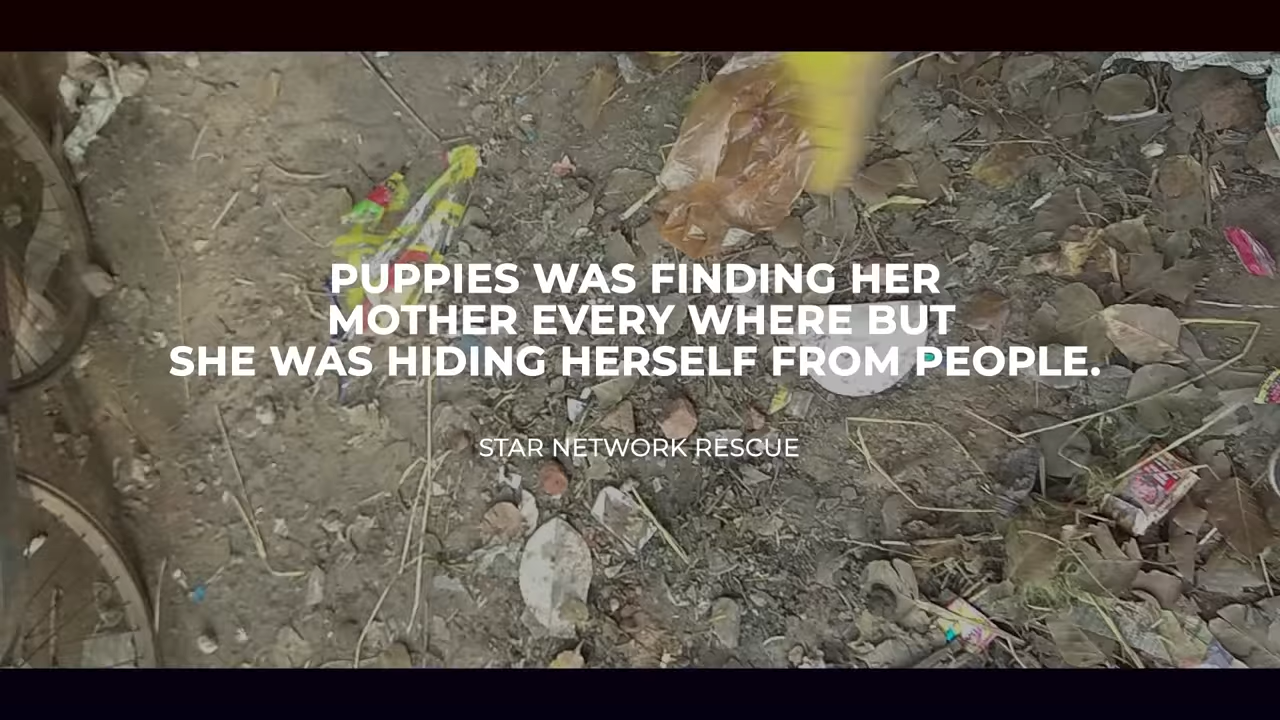 PUPPIES WAS FINDING HER
MOTHER EVERY WHERE BUT
SHE WAS HIDING HERSELF FROM PEOPLE.
STAR NETWORK RESCUE